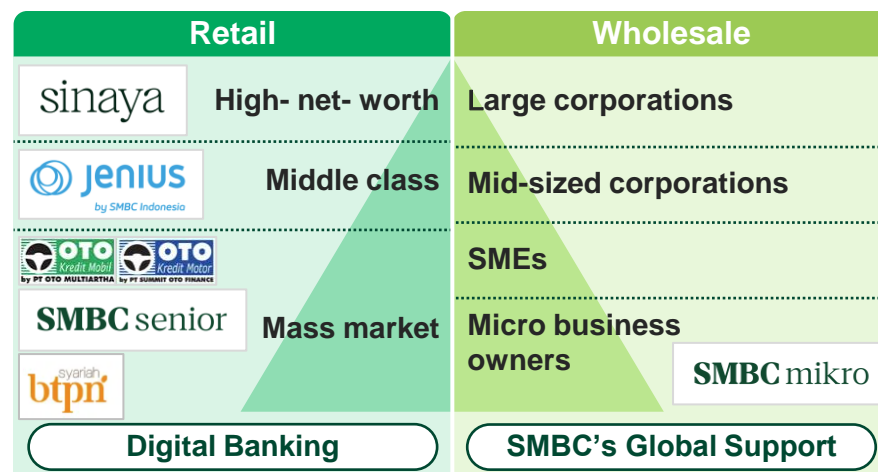 Retail
Wholesale
sinaya
High- net- worth
Large corporations
Jenius
by SMBC Indonesia
Middle class
Mid-sized corporations
OTO
Kredit Mobil
by PT OTO MULTIARTHA
OTO
Kredit Motor
by PT SUMMIT OTO FINANCE
SMEs
SMBC senior
Mass market
Micro business
owners
syariah
btpn
SMBC mikro
Digital Banking
SMBC's Global Support